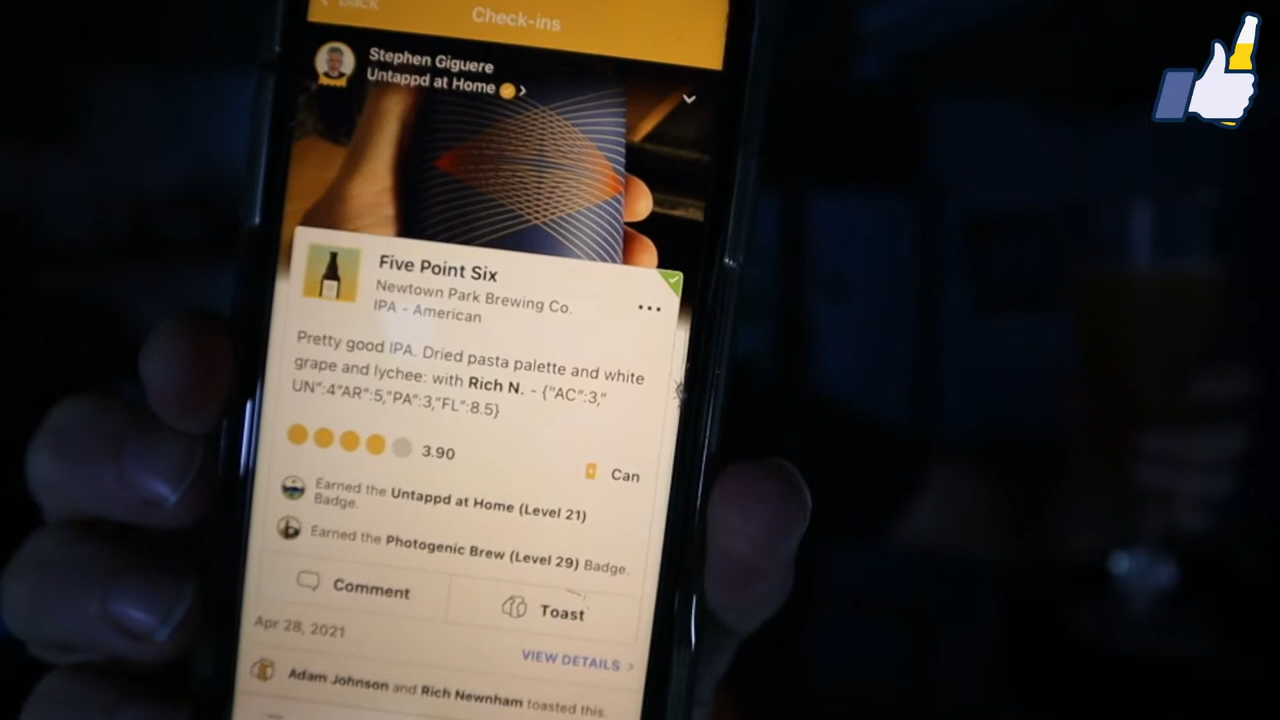 Back
Check-ins
Stephen Giguere
Untappd at Home
Five Point Six
Newtown Park Brewing Co.
IPA - American
Pretty good IPA. Dried pasta palette and white
grape and lychee: with Rich N. - {"AC":3,"
UN":4"AR":5,"PA":3,"FL":8.5}
3.90
Can
Earned the Untappd at Home (Level 21)
Badge.
Earned the Photogenic Brew (Level 29) Badge.
Comment
Toast
Apr 28, 2021
VIEW DETAILS
Adam Johnson and Rich Newnham toasted this.